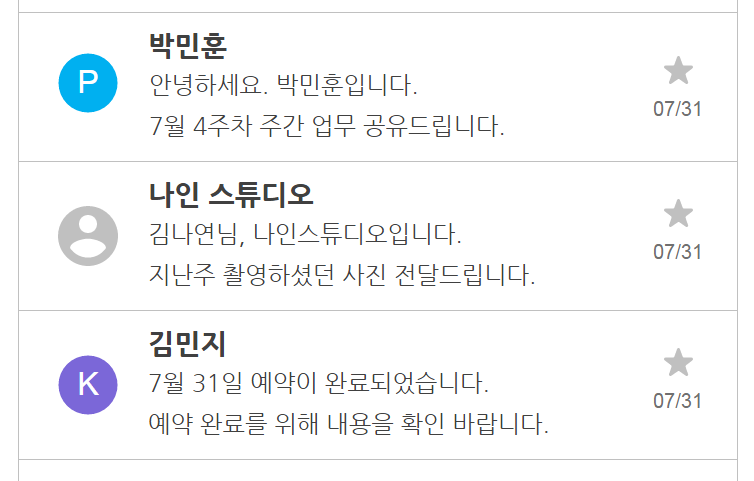 박민훈
P
안녕하세요. 박민훈입니다.
7월 4주차 주간 업무 공유드립니다.
07/31
나인 스튜디오
김나연님, 나인스튜디오입니다.
지난주 촬영하셨던 사진 전달드립니다.
07/31
김민지
K
7월 31일 예약이 완료되었습니다.
예약 완료를 위해 내용을 확인 바랍니다.
07/31